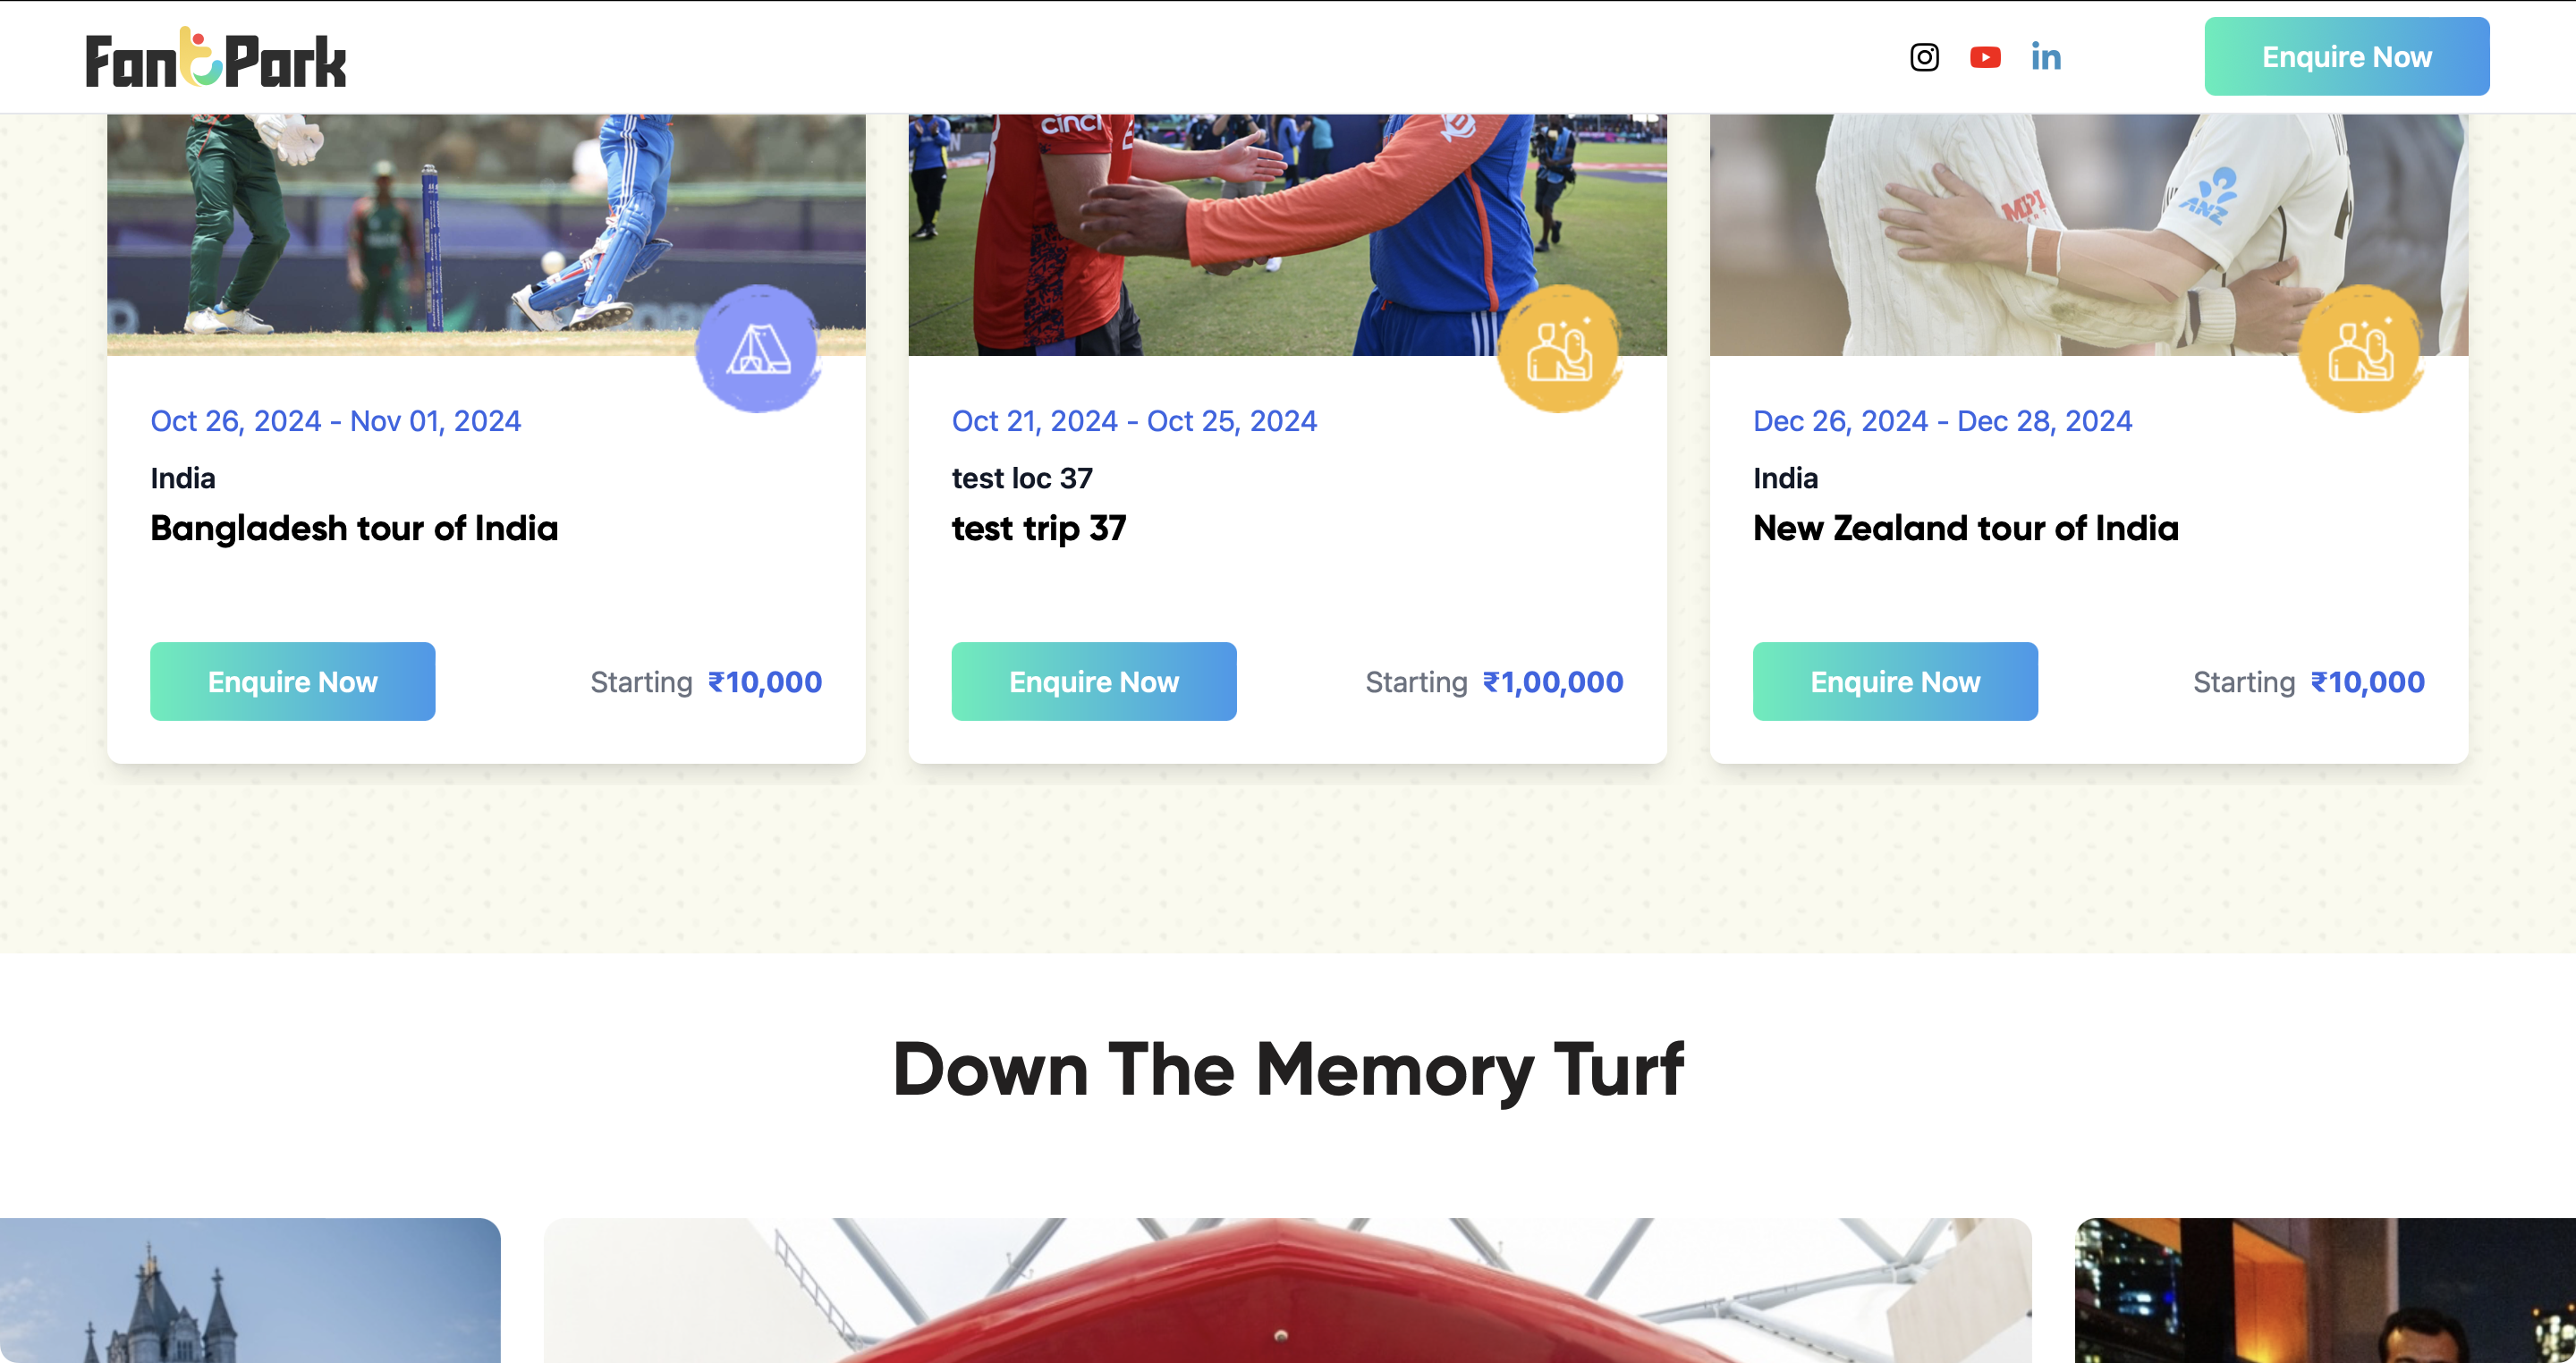 FantPark
Enquire Now
cinch
ANZ
Oct 26, 2024 - Nov 01, 2024
India
Bangladesh tour of India
Enquire Now
Starting ₹10,000
Oct 21, 2024 - Oct 25, 2024
test loc 37
test trip 37
Enquire Now
Starting ₹1,00,000
Dec 26, 2024 - Dec 28, 2024
India
New Zealand tour of India
Enquire Now
Starting ₹10,000
Down The Memory Turf